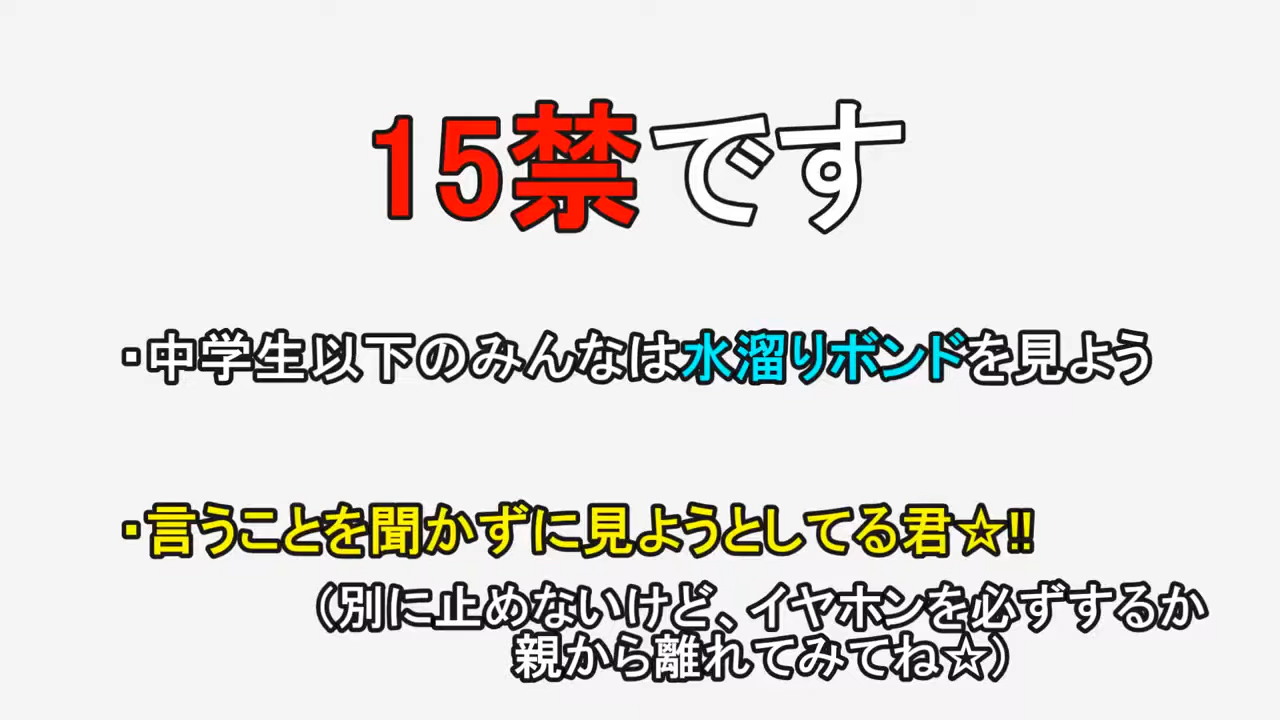 15禁です
・中学生以下のみんなは水溜りボンドを見よう
・言うことを聞かずに見ようとしてる君☆!!
（別に止めないけど、イヤホンを必ずするか
親から離れてみてね☆）